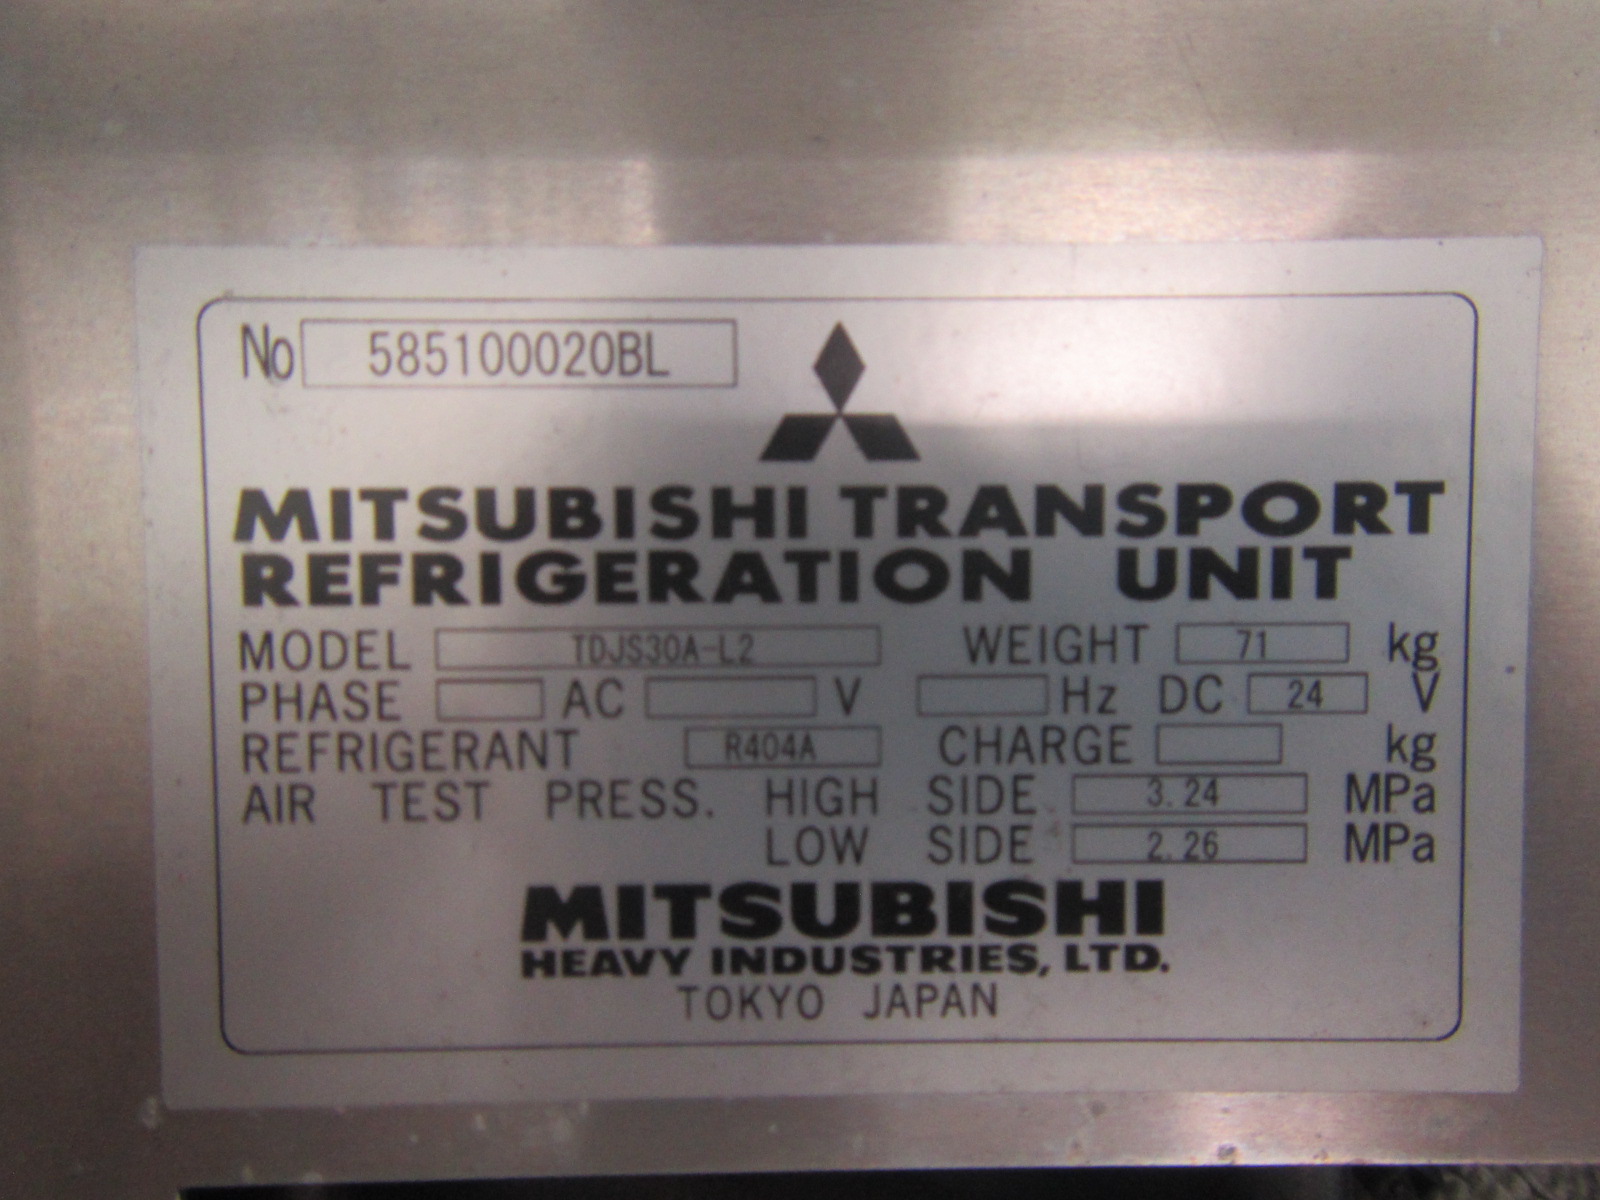 No 585100020BL
MITSUBISHI TRANSPORT
REFRIGERATION UNIT
MODEL TDJS30A-L2 WEIGHT 71 kg
PHASE AC V Hz DC 24 V
REFRIGERANT R404A CHARGE kg
AIR TEST PRESS. HIGH SIDE 3.24 MPa
LOW SIDE 2.26 MPa
MITSUBISHI
HEAVY INDUSTRIES, LTD.
TOKYO JAPAN